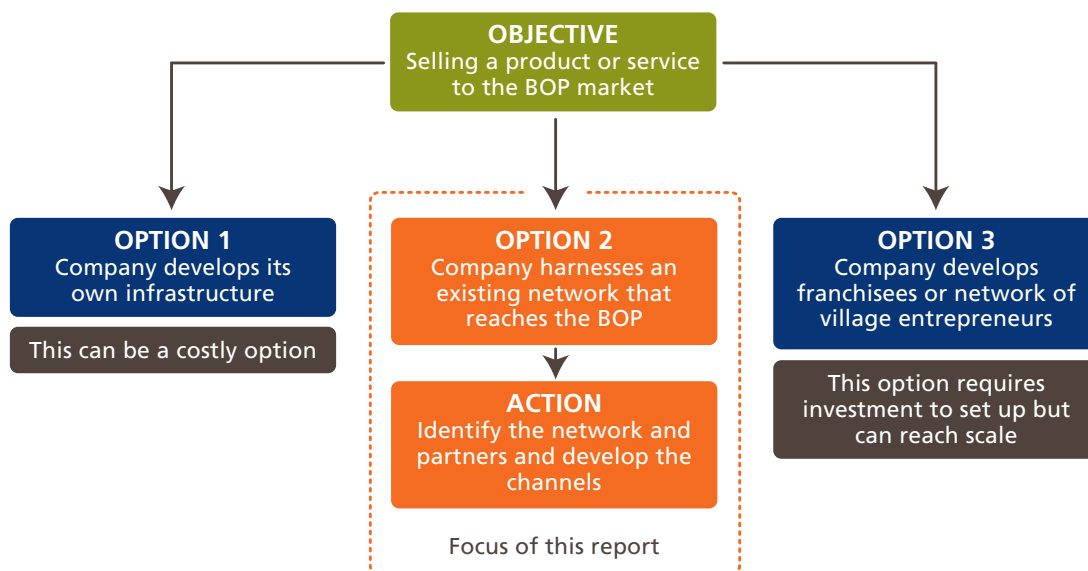 OBJECTIVE
Selling a product or service
to the BOP market
OPTION 1
Company develops its
own infrastructure
This can be a costly option
OPTION 2
Company harnesses an
existing network that
reaches the BOP
ACTION
Identify the network and
partners and develop the
channels
Focus of this report
OPTION 3
Company develops
franchisees or network of
village entrepreneurs
This option requires
investment to set up but
can reach scale